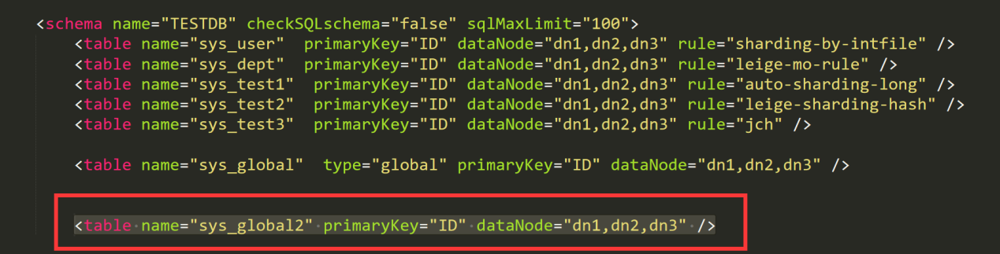 <schema name="TESTDB" checkSQLschema="false" sqlMaxLimit="100">
<table name="sys_user"  primaryKey="ID" dataNode="dn1,dn2,dn3" rule="sharding-by-intfile" />
<table name="sys_dept"  primaryKey="ID" dataNode="dn1,dn2,dn3" rule="leige-mo-rule" />
<table name="sys_test1"  primaryKey="ID" dataNode="dn1,dn2,dn3" rule="auto-sharding-long" />
<table name="sys_test2"  primaryKey="ID" dataNode="dn1,dn2,dn3" rule="leige-sharding-hash" />
<table name="sys_test3"  primaryKey="ID" dataNode="dn1,dn2,dn3" rule="jch" />
<table name="sys_global"  type="global" primaryKey="ID" dataNode="dn1,dn2,dn3" />
<table name="sys_global2" primaryKey="ID" dataNode="dn1,dn2,dn3" />